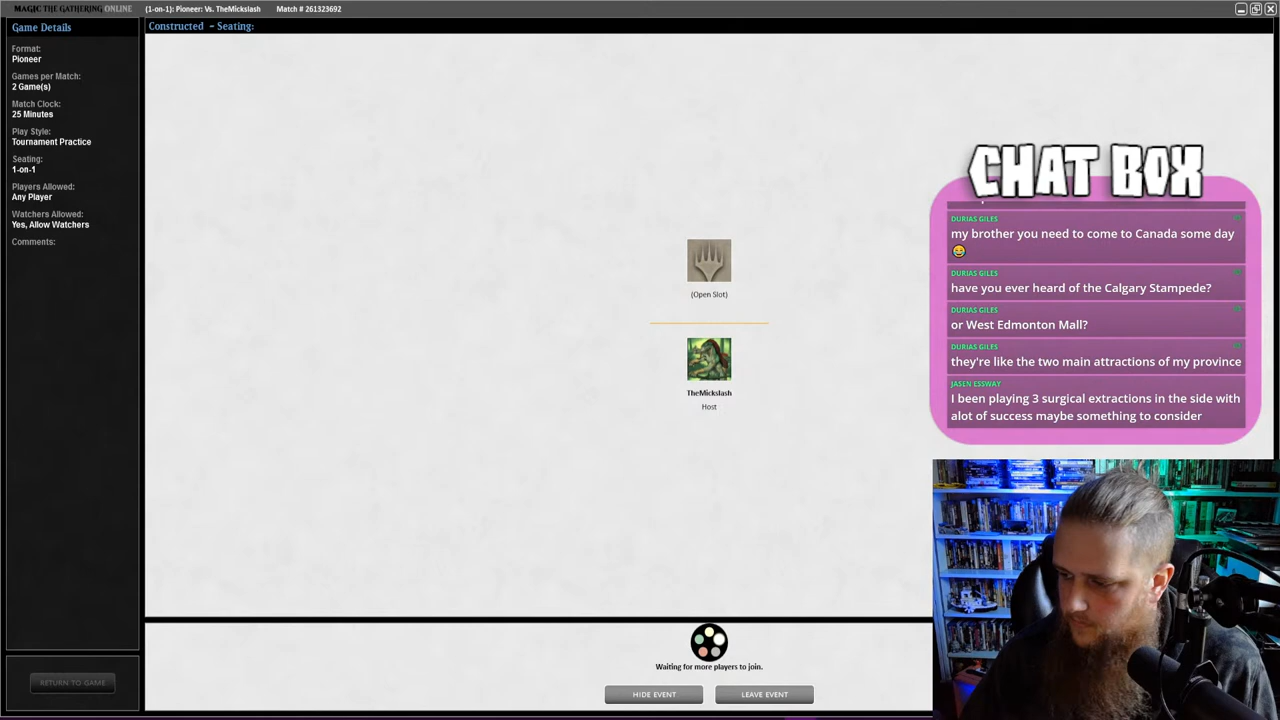 MAGIC THE GATHERING ONLINE
(1-on-1): Pioneer: Vs. TheMickslash
Match # 261323692
Game Details
Constructed - Seating:
Format:
Pioneer
Games per Match:
2 Game(s)
Match Clock:
25 Minutes
Play Style:
Tournament Practice
Seating:
1-on-1
Players Allowed:
Any Player
Watchers Allowed:
Yes, Allow Watchers
Comments:
(Open Slot)
TheMickslash
Host
CHAT BOX
DURIAS GILES
my brother you need to come to Canada some day
DURIAS GILES
have you ever heard of the Calgary Stampede?
DURIAS GILES
or West Edmonton Mall?
DURIAS GILES
they're like the two main attractions of my province
JASEN ESSWAY
I been playing 3 surgical extractions in the side with
alot of success maybe something to consider
Waiting for more players to join.
RETURN TO GAME
HIDE EVENT
LEAVE EVENT